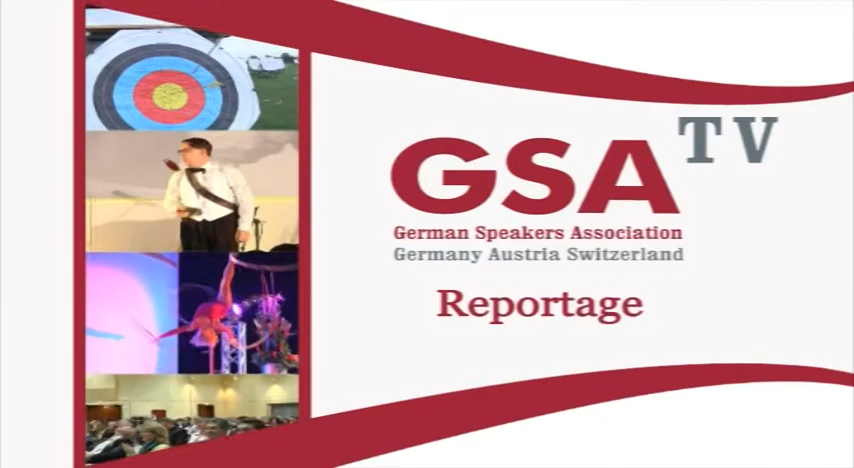 GSA TV
German Speakers Association
Germany Austria Switzerland
Reportage